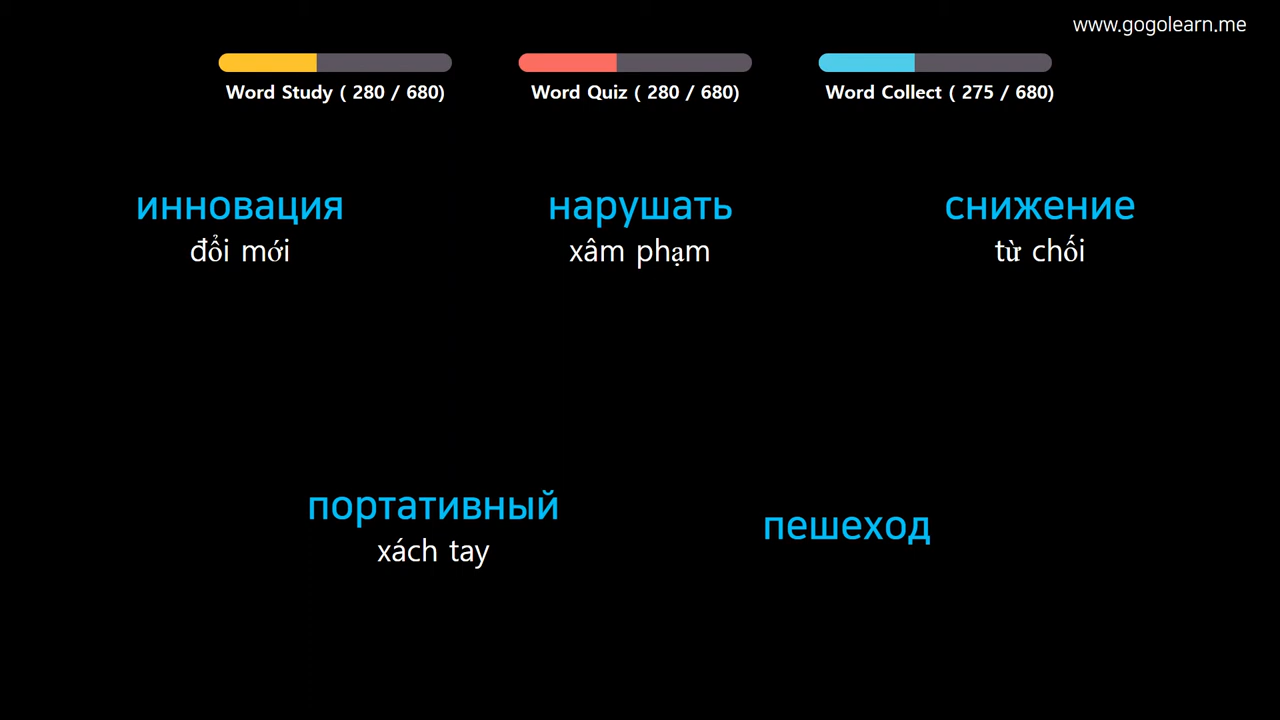 www.gogolearn.me
Word Study ( 280 / 680)
Word Quiz ( 280 / 680)
Word Collect ( 275 / 680)
инновация
đổi mới
нарушать
xâm phạm
снижение
từ chối
портативный
xách tay
пешеход